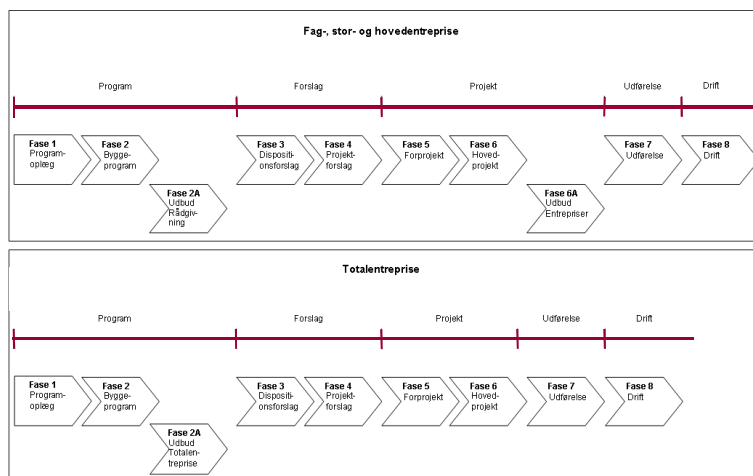 Fag-, stor- og hovedentreprise
Program
Forslag
Projekt
Udførelse
Drift
Fase 1
Program-
oplæg
Fase 2
Bygge-
program
Fase 2A
Udbud
Rådgiv-
ning
Fase 3
Dispositi-
onsforslag
Fase 4
Projekt-
forslag
Fase 5
Forprojekt
Fase 6
Hoved-
projekt
Fase 6A
Udbud
Entrepriser
Fase 7
Udførelse
Fase 8
Drift
Totalentreprise
Program
Forslag
Projekt
Udførelse
Drift
Fase 1
Program-
oplæg
Fase 2
Bygge-
program
Fase 2A
Udbud
Totalen-
treprise
Fase 3
Dispositi-
onsforslag
Fase 4
Projekt-
forslag
Fase 5
Forprojekt
Fase 6
Hoved-
projekt
Fase 7
Udførelse
Fase 8
Drift